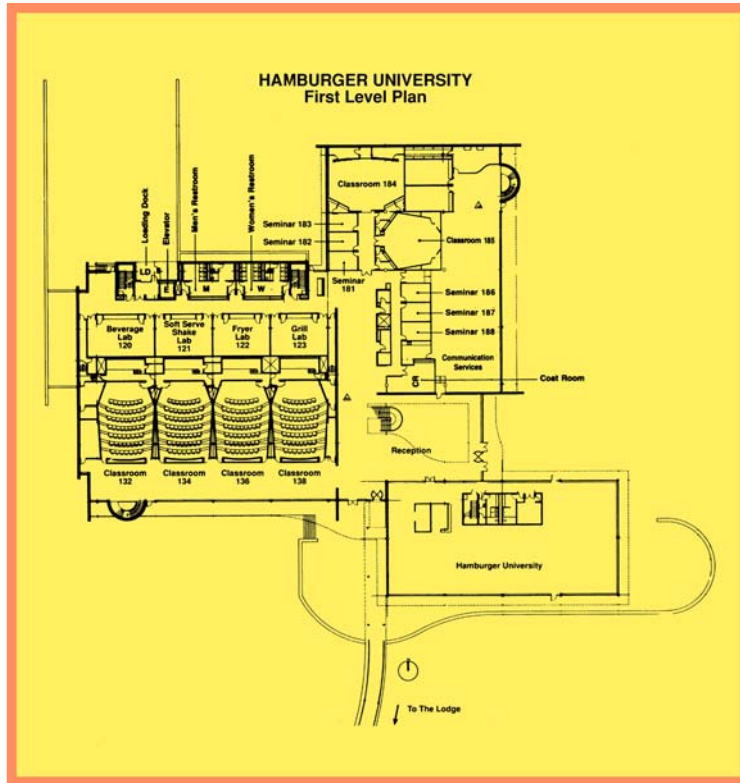 HAMBURGER UNIVERSITY
First Level Plan
Loading Dock
Elevator
Men's Restroom
Women's Restroom
Classroom 184
Seminar 183
Seminar 182
Seminar
181
Classroom 185
LD
E
M
W
Seminar 186
Seminar 187
Seminar 188
Communication
Services
CR
Coat Room
Beverage
Lab
120
Soft Serve
Shake
Lab
121
Fryer
Lab
122
Grill
Lab
123
Reception
Classroom
132
Classroom
134
Classroom
136
Classroom
138
Hamburger University
To The Lodge